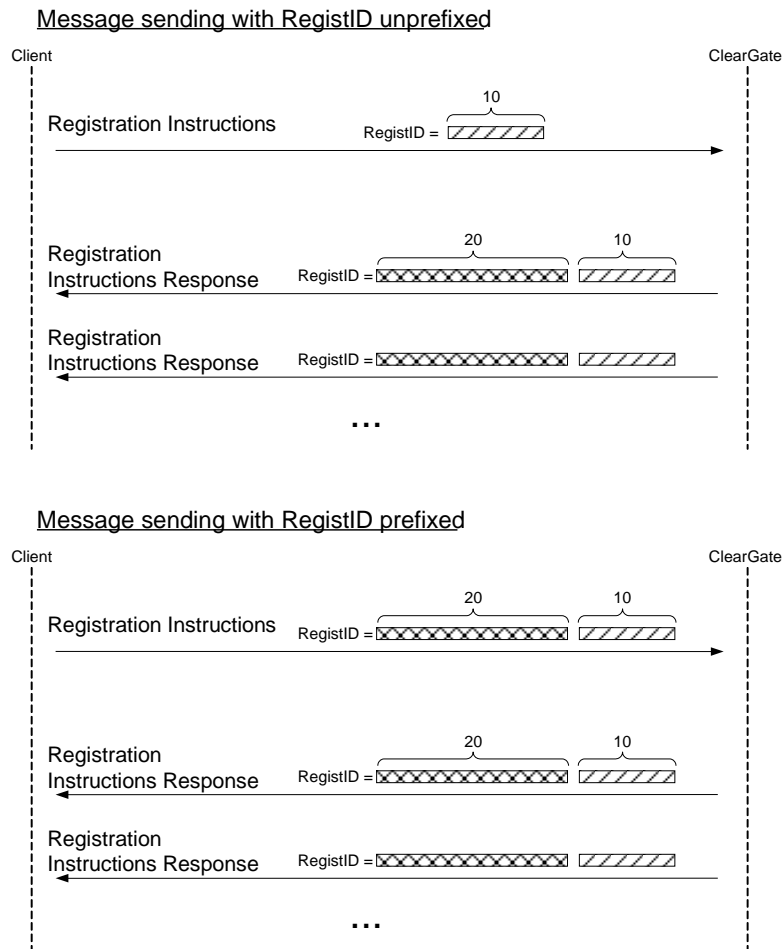 Message sending with RegistID unprefixed
Client
ClearGate
10
Registration Instructions
RegistID =
20
10
Registration
Instructions Response
RegistID =
Registration
Instructions Response
RegistID =
...
Message sending with RegistID prefixed
Client
ClearGate
20
10
Registration Instructions
RegistID =
20
10
Registration
Instructions Response
RegistID =
Registration
Instructions Response
RegistID =
...